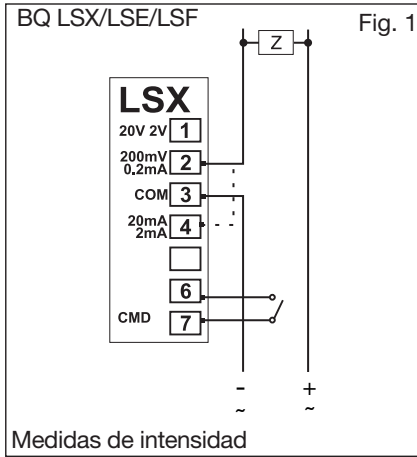 BQ LSX/LSE/LSF
Fig. 1
Z
LSX
20V 2V 1
200mV 2
0.2mA
COM 3
20mA 4
2mA
6
CMD 7
- +
~ ~
Medidas de intensidad